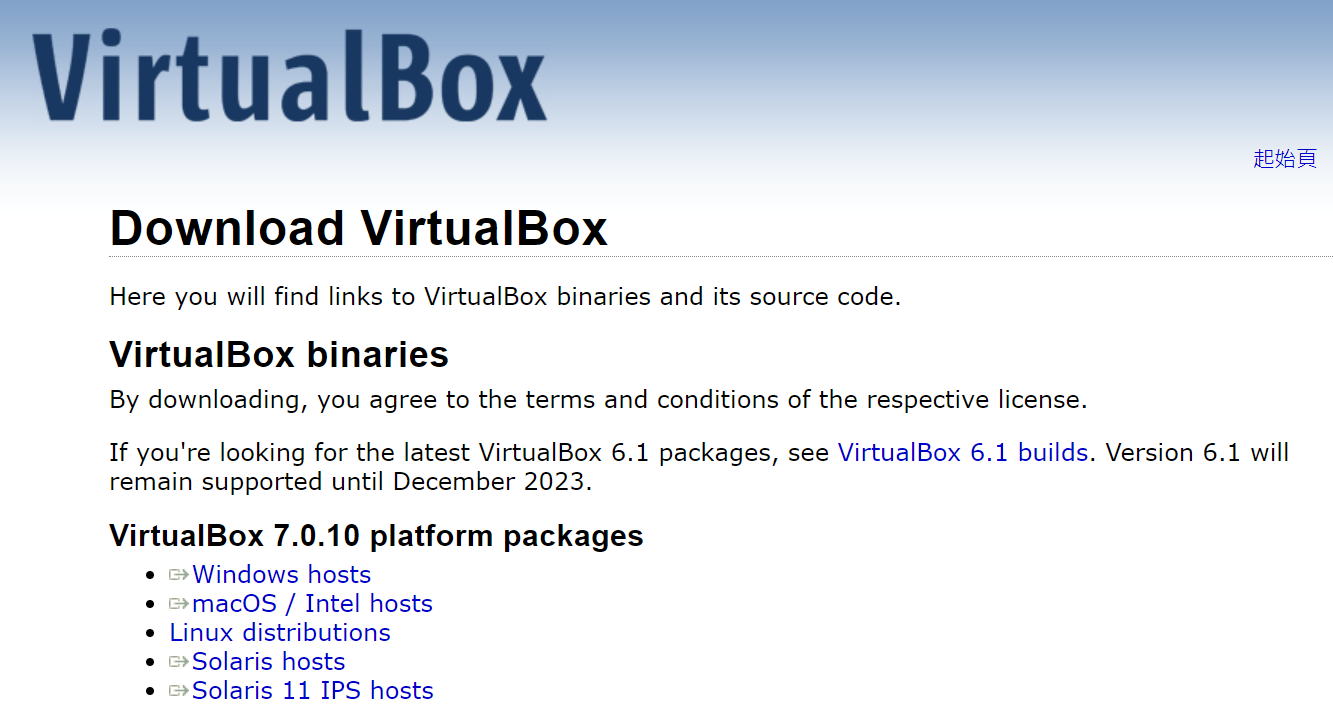 VirtualBox
起始頁
Download VirtualBox
Here you will find links to VirtualBox binaries and its source code.
VirtualBox binaries
By downloading, you agree to the terms and conditions of the respective license.
If you're looking for the latest VirtualBox 6.1 packages, see VirtualBox 6.1 builds. Version 6.1 will
remain supported until December 2023.
VirtualBox 7.0.10 platform packages
Windows hosts
macOS / Intel hosts
Linux distributions
Solaris hosts
Solaris 11 IPS hosts